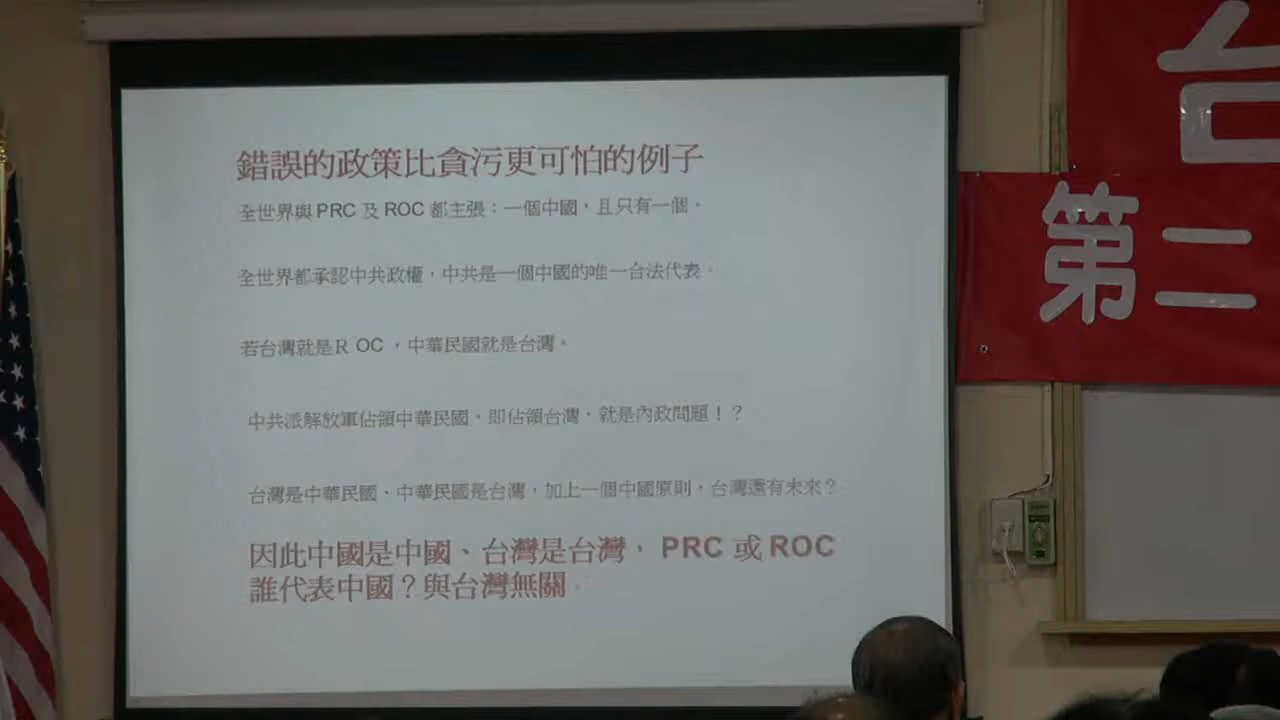 錯誤的政策比貪污更可怕的例子
全世界與 PRC 及 ROC 都主張：一個中國，且只有一個。
全世界都承認中共政權，中共是一個中國的唯一合法代表。
若台灣就是R OC ，中華民國就是台灣。
中共派解放軍佔領中華民國，即佔領台灣，就是內政問題！？
台灣是中華民國、中華民國是台灣，加上一個中國原則，台灣還有未來？
因此中國是中國、台灣是台灣， PRC 或 ROC
誰代表中國？與台灣無關。
台
第二